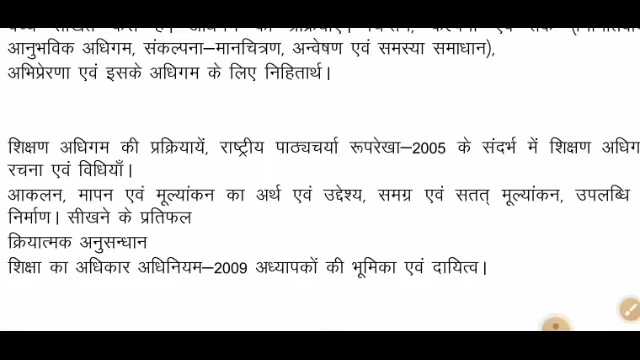 आनुभविक अधिगम, संकल्पना–मानचित्रण, अन्वेषण एवं समस्या समाधान),
अभिप्रेरणा एवं इसके अधिगम के लिए निहितार्थ।
शिक्षण अधिगम की प्रक्रियायें, राष्ट्रीय पाठ्यचर्या रूपरेखा–2005 के संदर्भ में शिक्षण अधिग
रचना एवं विधियाँ।
आकलन, मापन एवं मूल्यांकन का अर्थ एवं उद्देश्य, समग्र एवं सतत् मूल्यांकन, उपलब्धि
निर्माण। सीखने के प्रतिफल
क्रियात्मक अनुसन्धान
शिक्षा का अधिकार अधिनियम–2009 अध्यापकों की भूमिका एवं दायित्व।